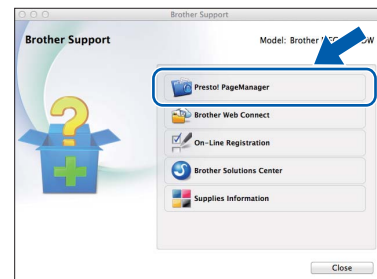 Brother Support
Brother Support
Model: Brother
Presto! PageManager
Brother Web Connect
On-Line Registration
Brother Solutions Center
Supplies Information
Close